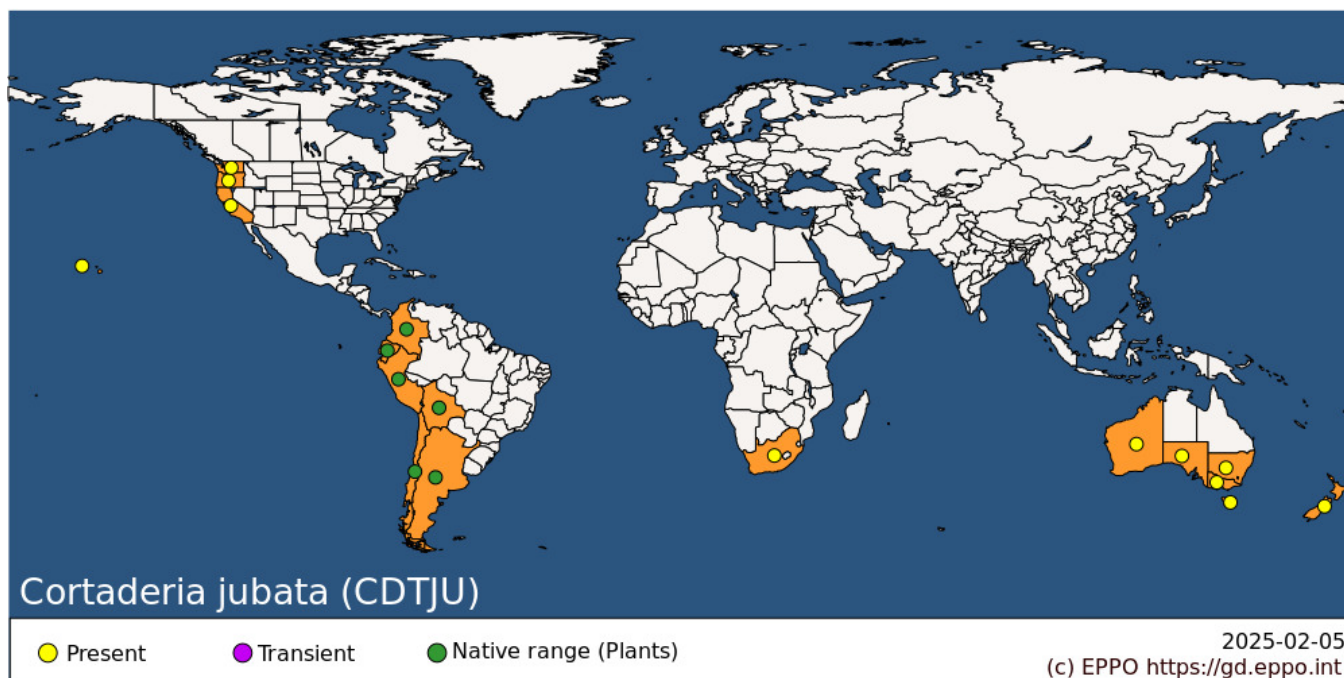 Cortaderia jubata (CDTJU)
Present
Transient
Native range (Plants)
2025-02-05
(c) EPPO https://gd.eppo.int